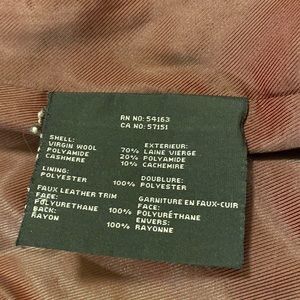 RN NO: 54163
CA NO: 57151
SHELL: EXTERIEUR:
VIRGIN WOOL 70% LAINE VIERGE
POLYAMIDE 20% POLYAMIDE
CASHMERE 10% CACHEMIRE
LINING: DOUBLURE:
POLYESTER 100% POLYESTER
FAUX LEATHER TRIM GARNITURE EN FAUX-CUIR
FACE: FACE:
POLYURETHANE 100% POLYURÉTHANE
BACK: ENVERS:
RAYON 100% RAYONNE